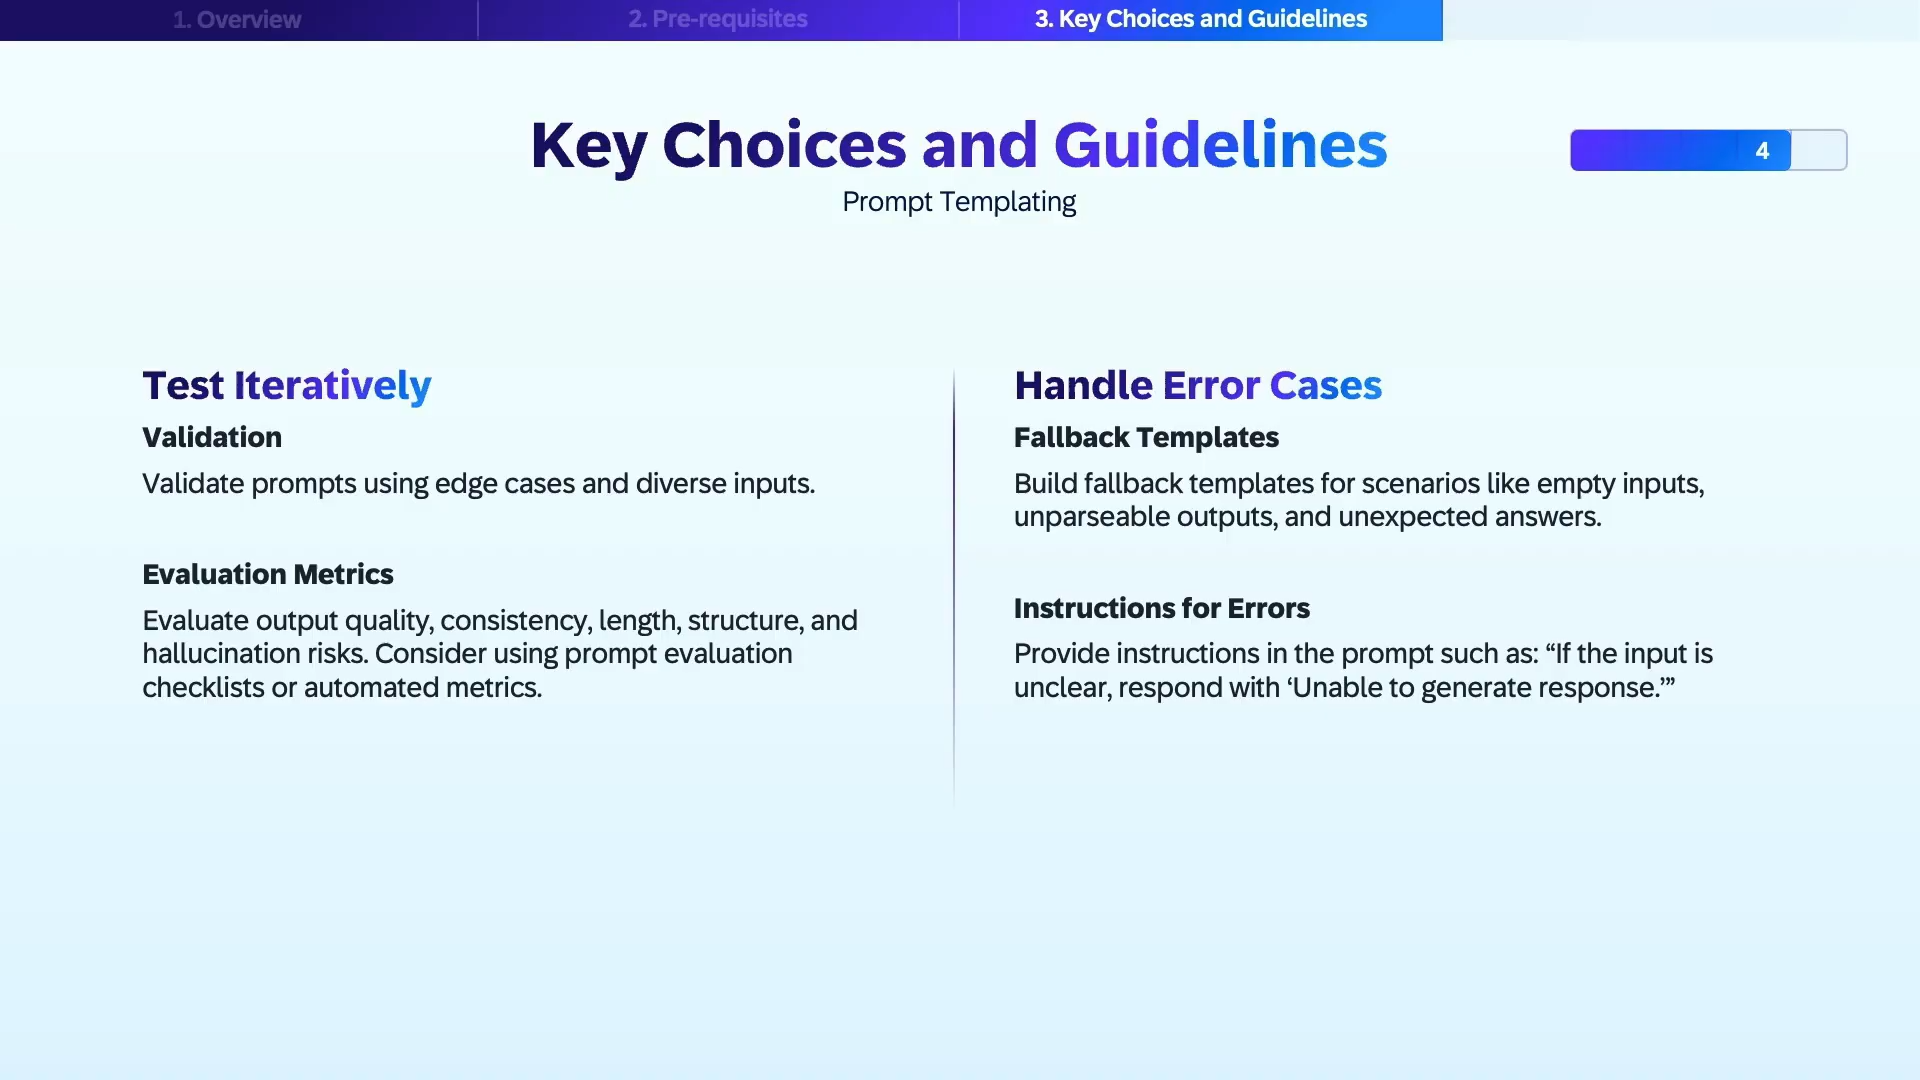 1. Overview
2. Pre-requisites
3. Key Choices and Guidelines
Key Choices and Guidelines
4
Prompt Templating
Test Iteratively
Validation
Validate prompts using edge cases and diverse inputs.
Evaluation Metrics
Evaluate output quality, consistency, length, structure, and
hallucination risks. Consider using prompt evaluation
checklists or automated metrics.
Handle Error Cases
Fallback Templates
Build fallback templates for scenarios like empty inputs,
unparseable outputs, and unexpected answers.
Instructions for Errors
Provide instructions in the prompt such as: “If the input is
unclear, respond with ‘Unable to generate response.’”